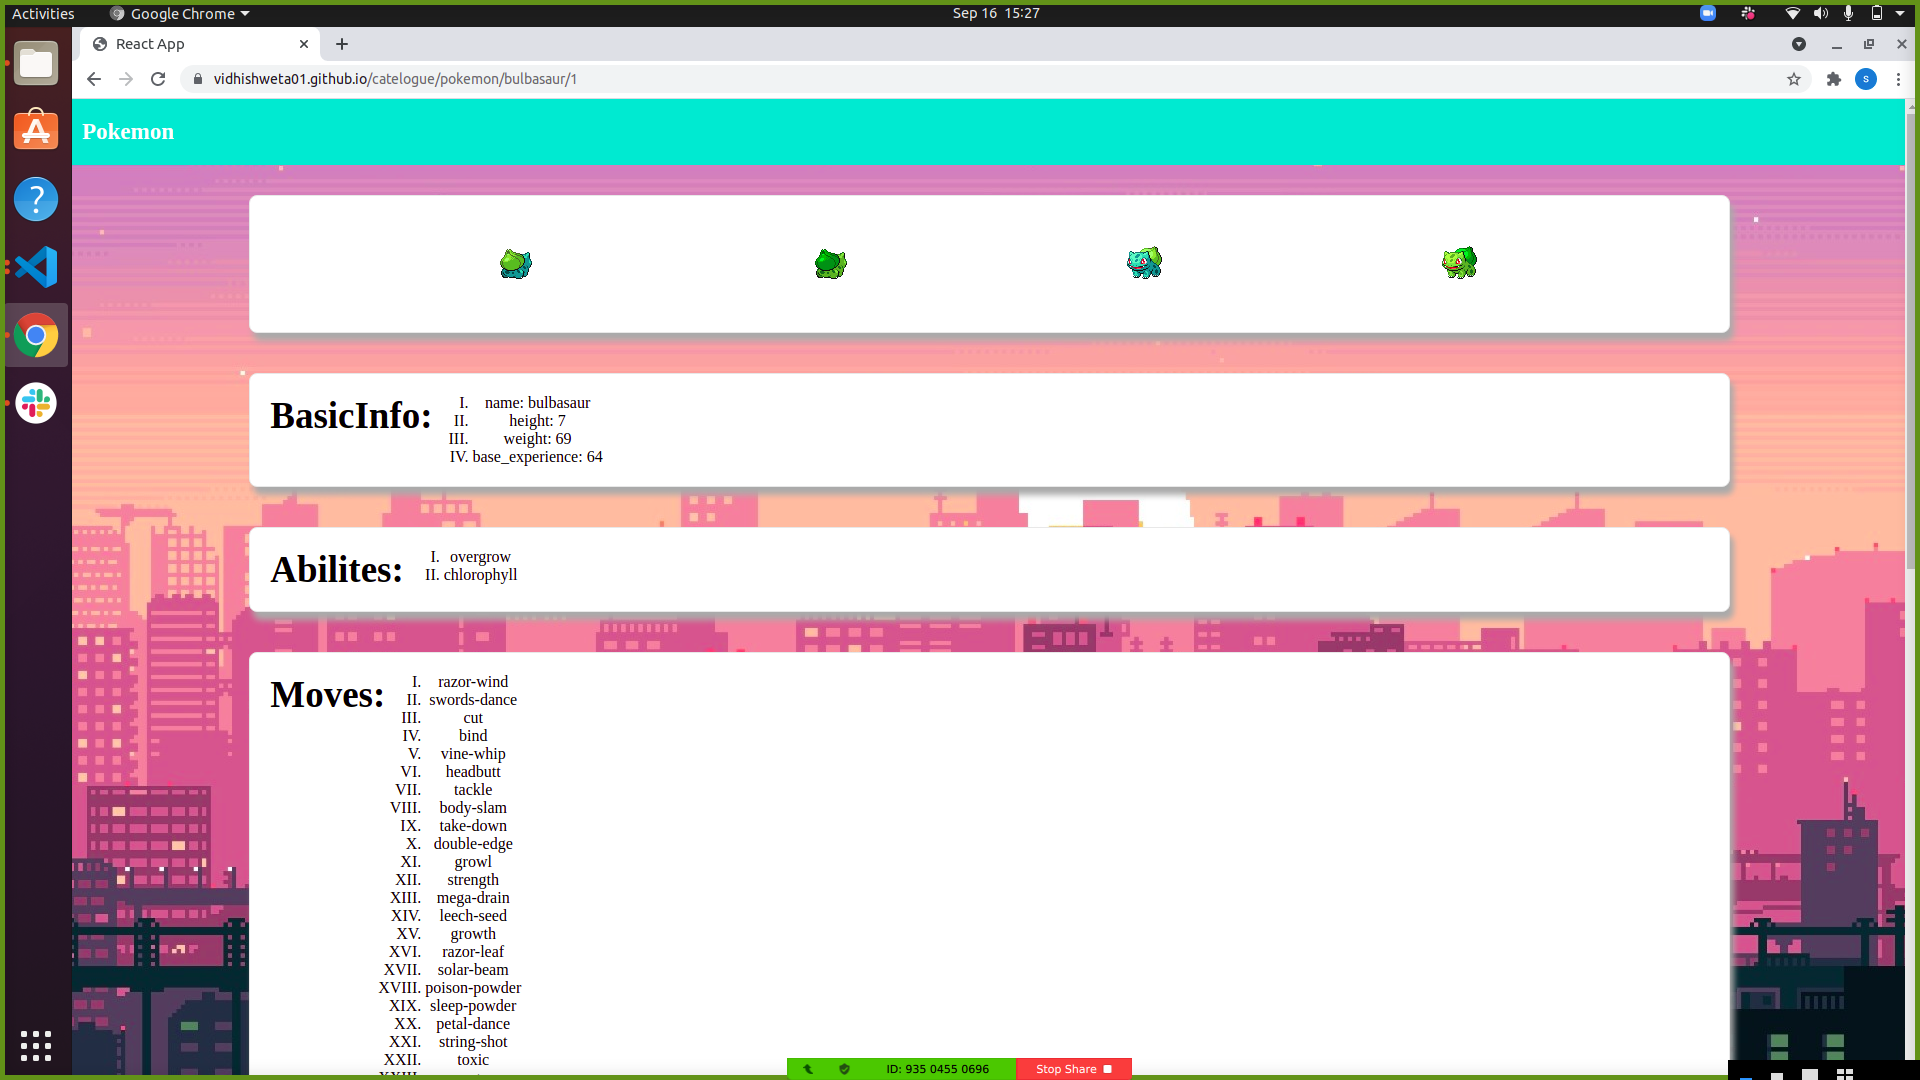 Activities
Google Chrome
Sep 16 15:27
React App
vidhishweta01.github.io/catelogue/pokemon/bulbasaur/1
S
Pokemon
BasicInfo:
I. name: bulbasaur
II. height: 7
III. weight: 69
IV. base_experience: 64
Abilites:
I. overgrow
II. chlorophyll
Moves:
I. razor-wind
II. swords-dance
III. cut
IV. bind
V. vine-whip
VI. headbutt
VII. tackle
VIII. body-slam
IX. take-down
X. double-edge
XI. growl
XII. strength
XIII. mega-drain
XIV. leech-seed
XV. growth
XVI. razor-leaf
XVII. solar-beam
XVIII. poison-powder
XIX. sleep-powder
XX. petal-dance
XXI. string-shot
XXII. toxic
ID: 935 0455 0696
Stop Share